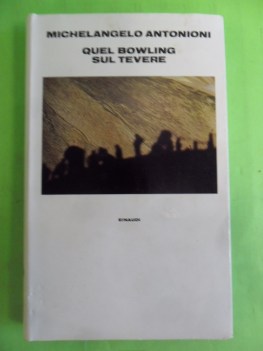 MICHELANGELO ANTONIONI
QUEL BOWLING
SUL TEVERE
EINAUDI